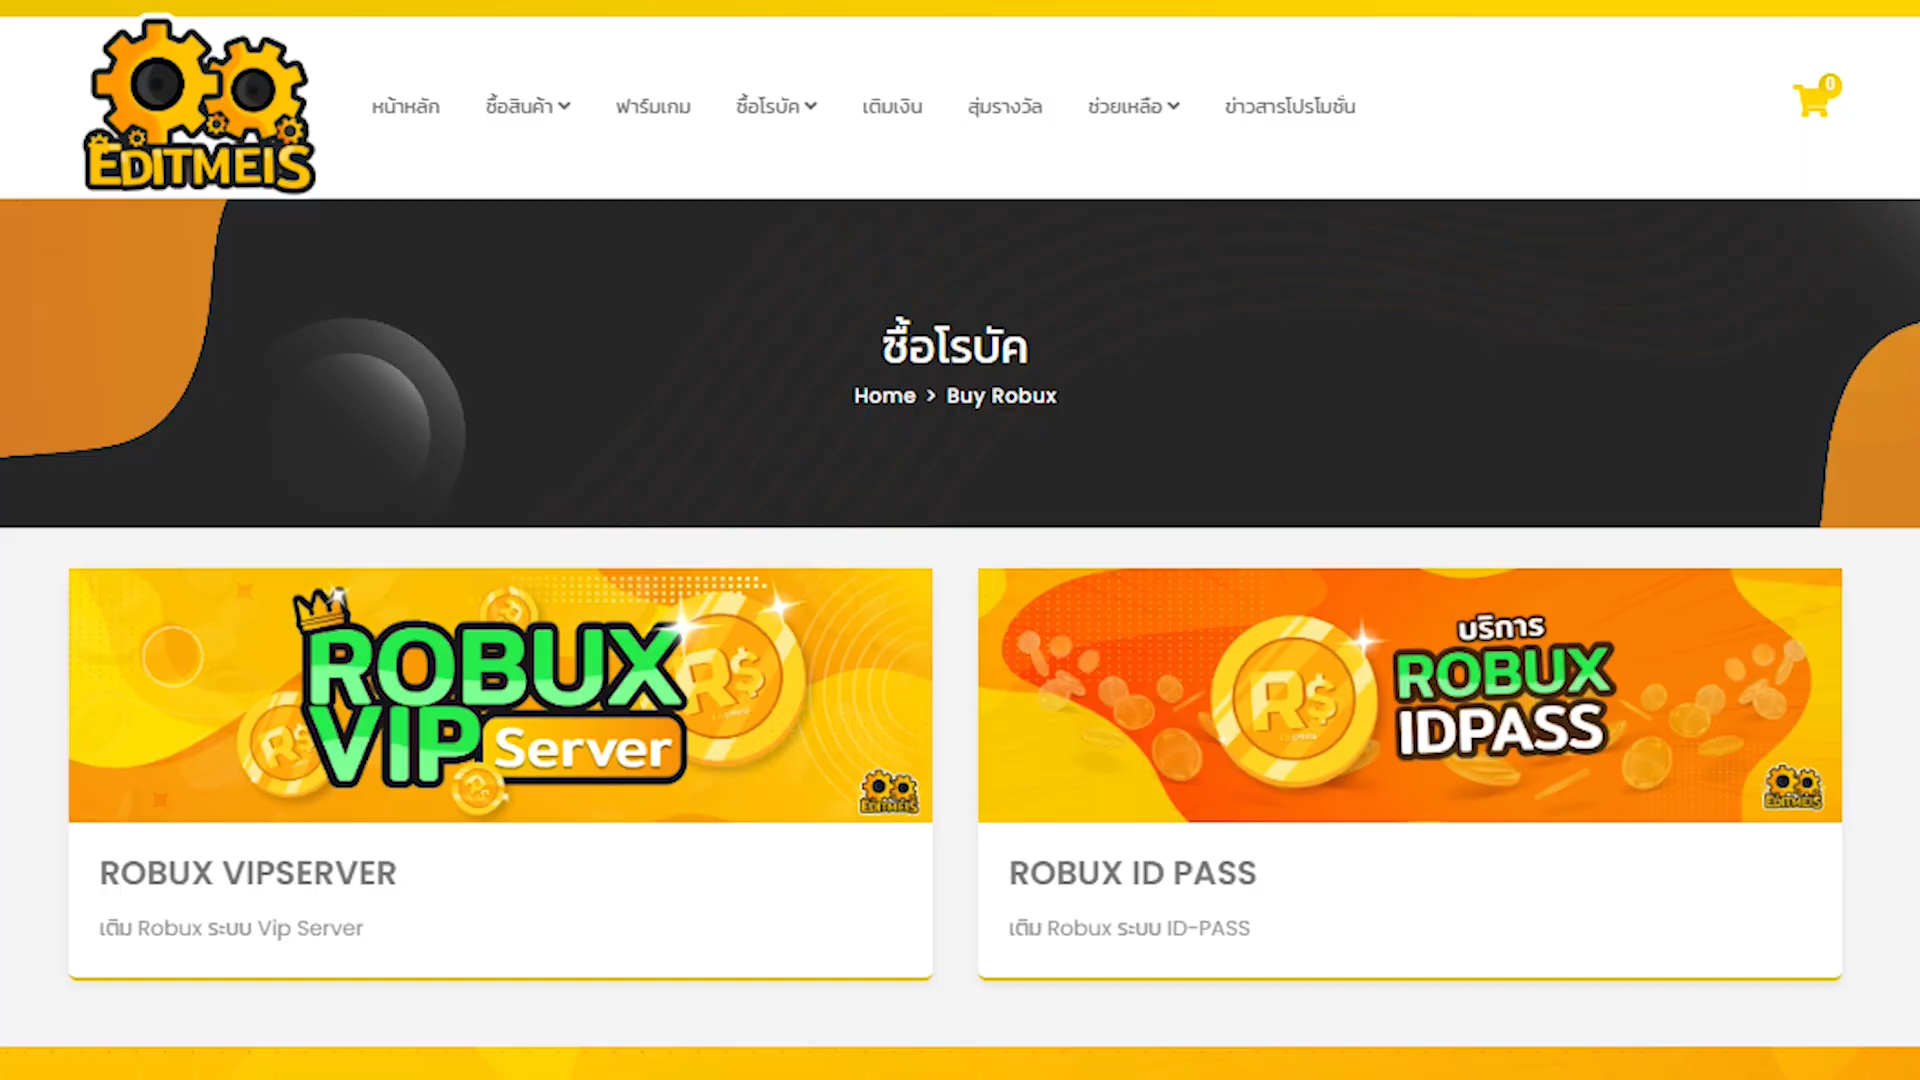 EDITMEIS
หน้าหลัก ซื้อสินค้า ฟาร์มเกม ซื้อโรบัค เติมเงิน สุ่มรางวัล ช่วยเหลือ ข่าวสารโปรโมชั่น
0
ซื้อโรบัค
Home > Buy Robux
ROBUX
VIP Server
R$
R$
EDITMEIS
บริการ
ROBUX
IDPASS
R$
EDITMEIS
ROBUX VIPSERVER
เติม Robux ระบบ Vip Server
ROBUX ID PASS
เติม Robux ระบบ ID-PASS